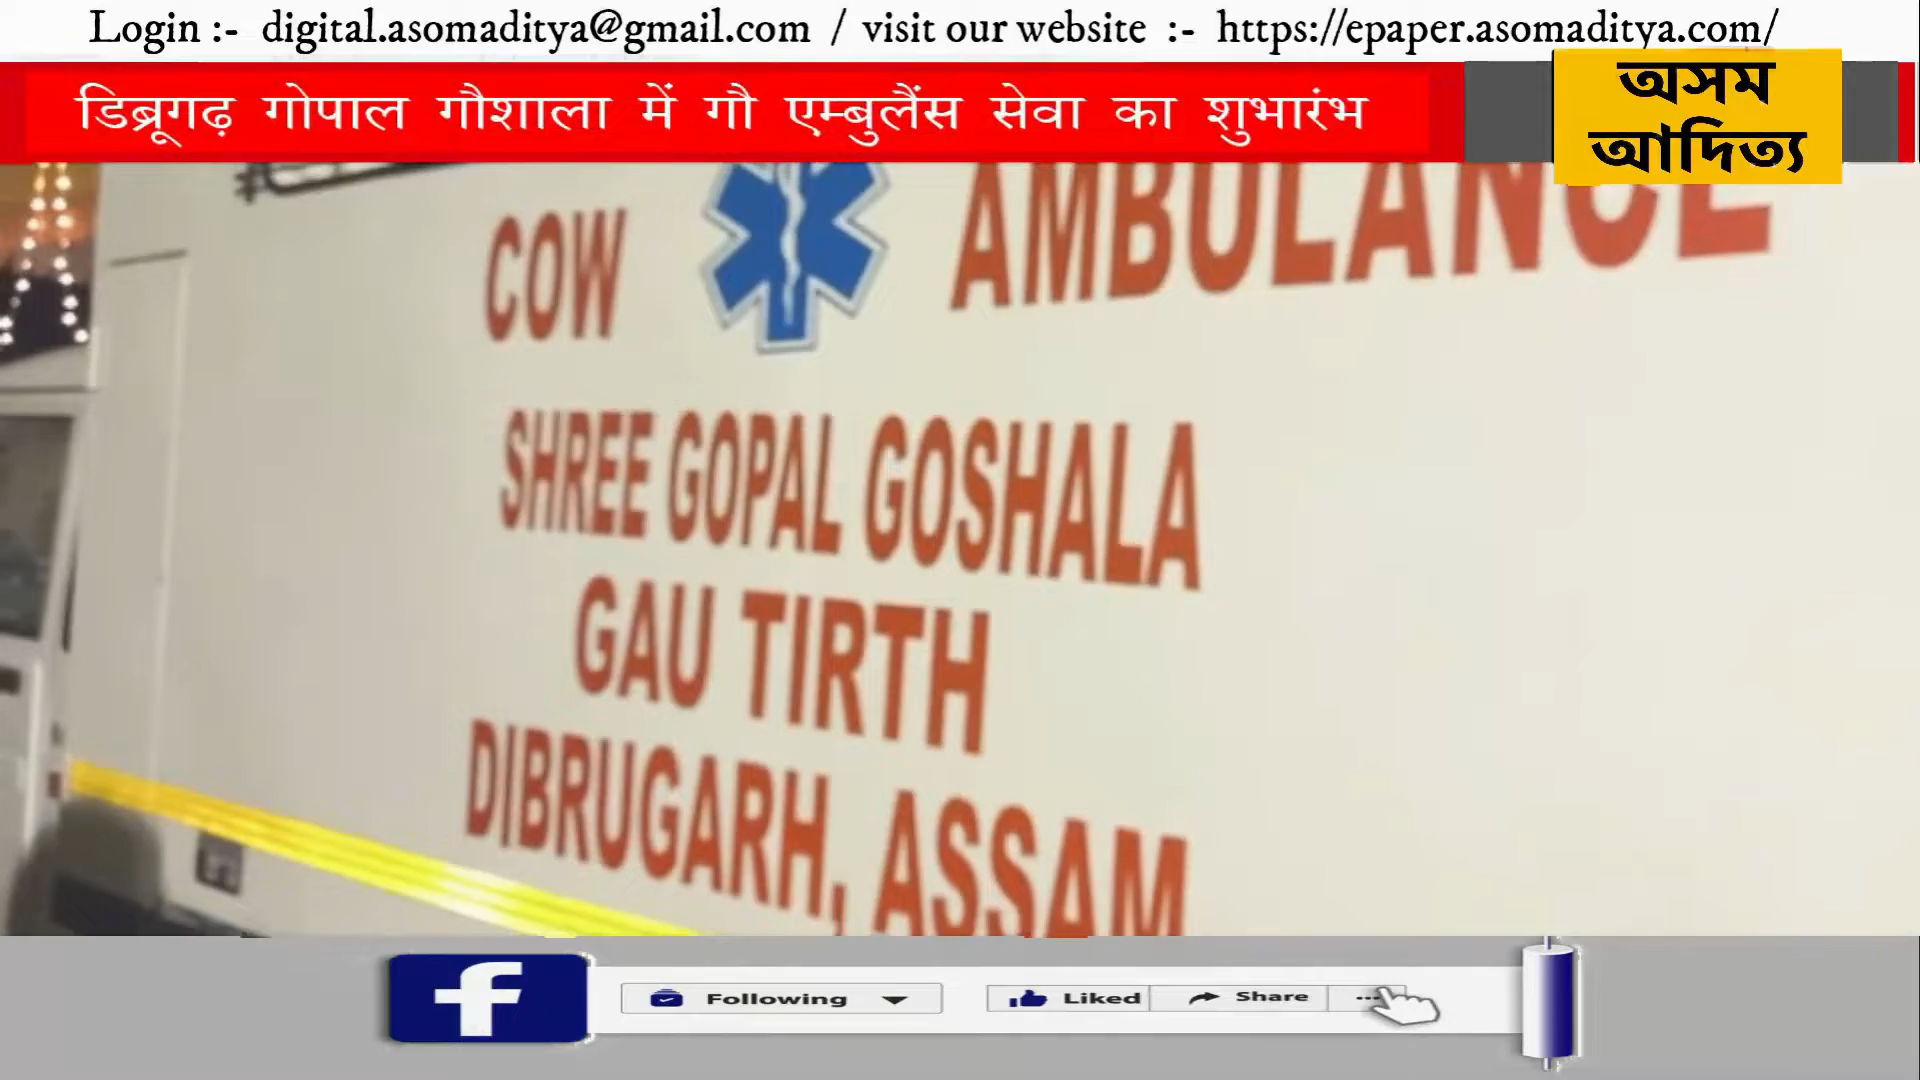 Login :- digital.asomaditya@gmail.com / visit our website :- https://epaper.asomaditya.com/
डिब्रूगढ़ गोपाल गौशाला में गौ एम्बुलैंस सेवा का शुभारंभ
অসম
আদিত্য
COW AMBULANCE
SHREE GOPAL GOSHALA
GAU TIRTH
DIBRUGARH, ASSAM
Following
Liked
Share